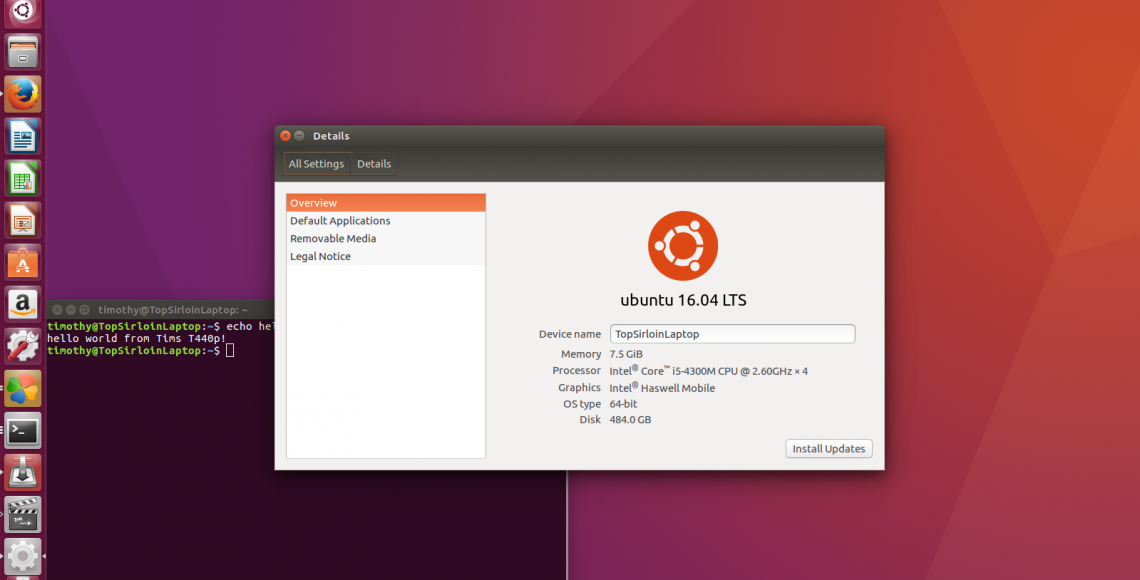 Details
All Settings
Details
Overview
Default Applications
Removable Media
Legal Notice
ubuntu 16.04 LTS
Device name TopSirloinLaptop
Memory 7.5 GiB
Processor Intel® Core™ i5-4300M CPU @ 2.60GHz × 4
Graphics Intel® Haswell Mobile
OS type 64-bit
Disk 484.0 GB
Install Updates
timothy@TopSirloinLaptop: ~
timothy@TopSirloinLaptop:~$ echo hel
hello world from Tims T440p!
timothy@TopSirloinLaptop:~$